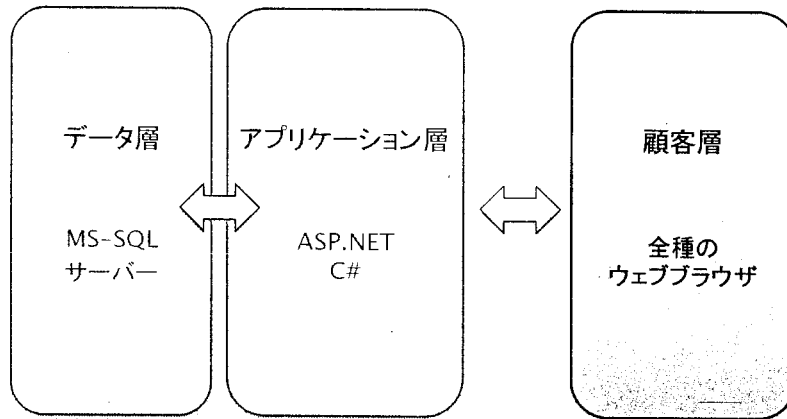 データ層
MS-SQL
サーバー
アプリケーション層
ASP.NET
C#
顧客層
全種の
ウェブブラウザ